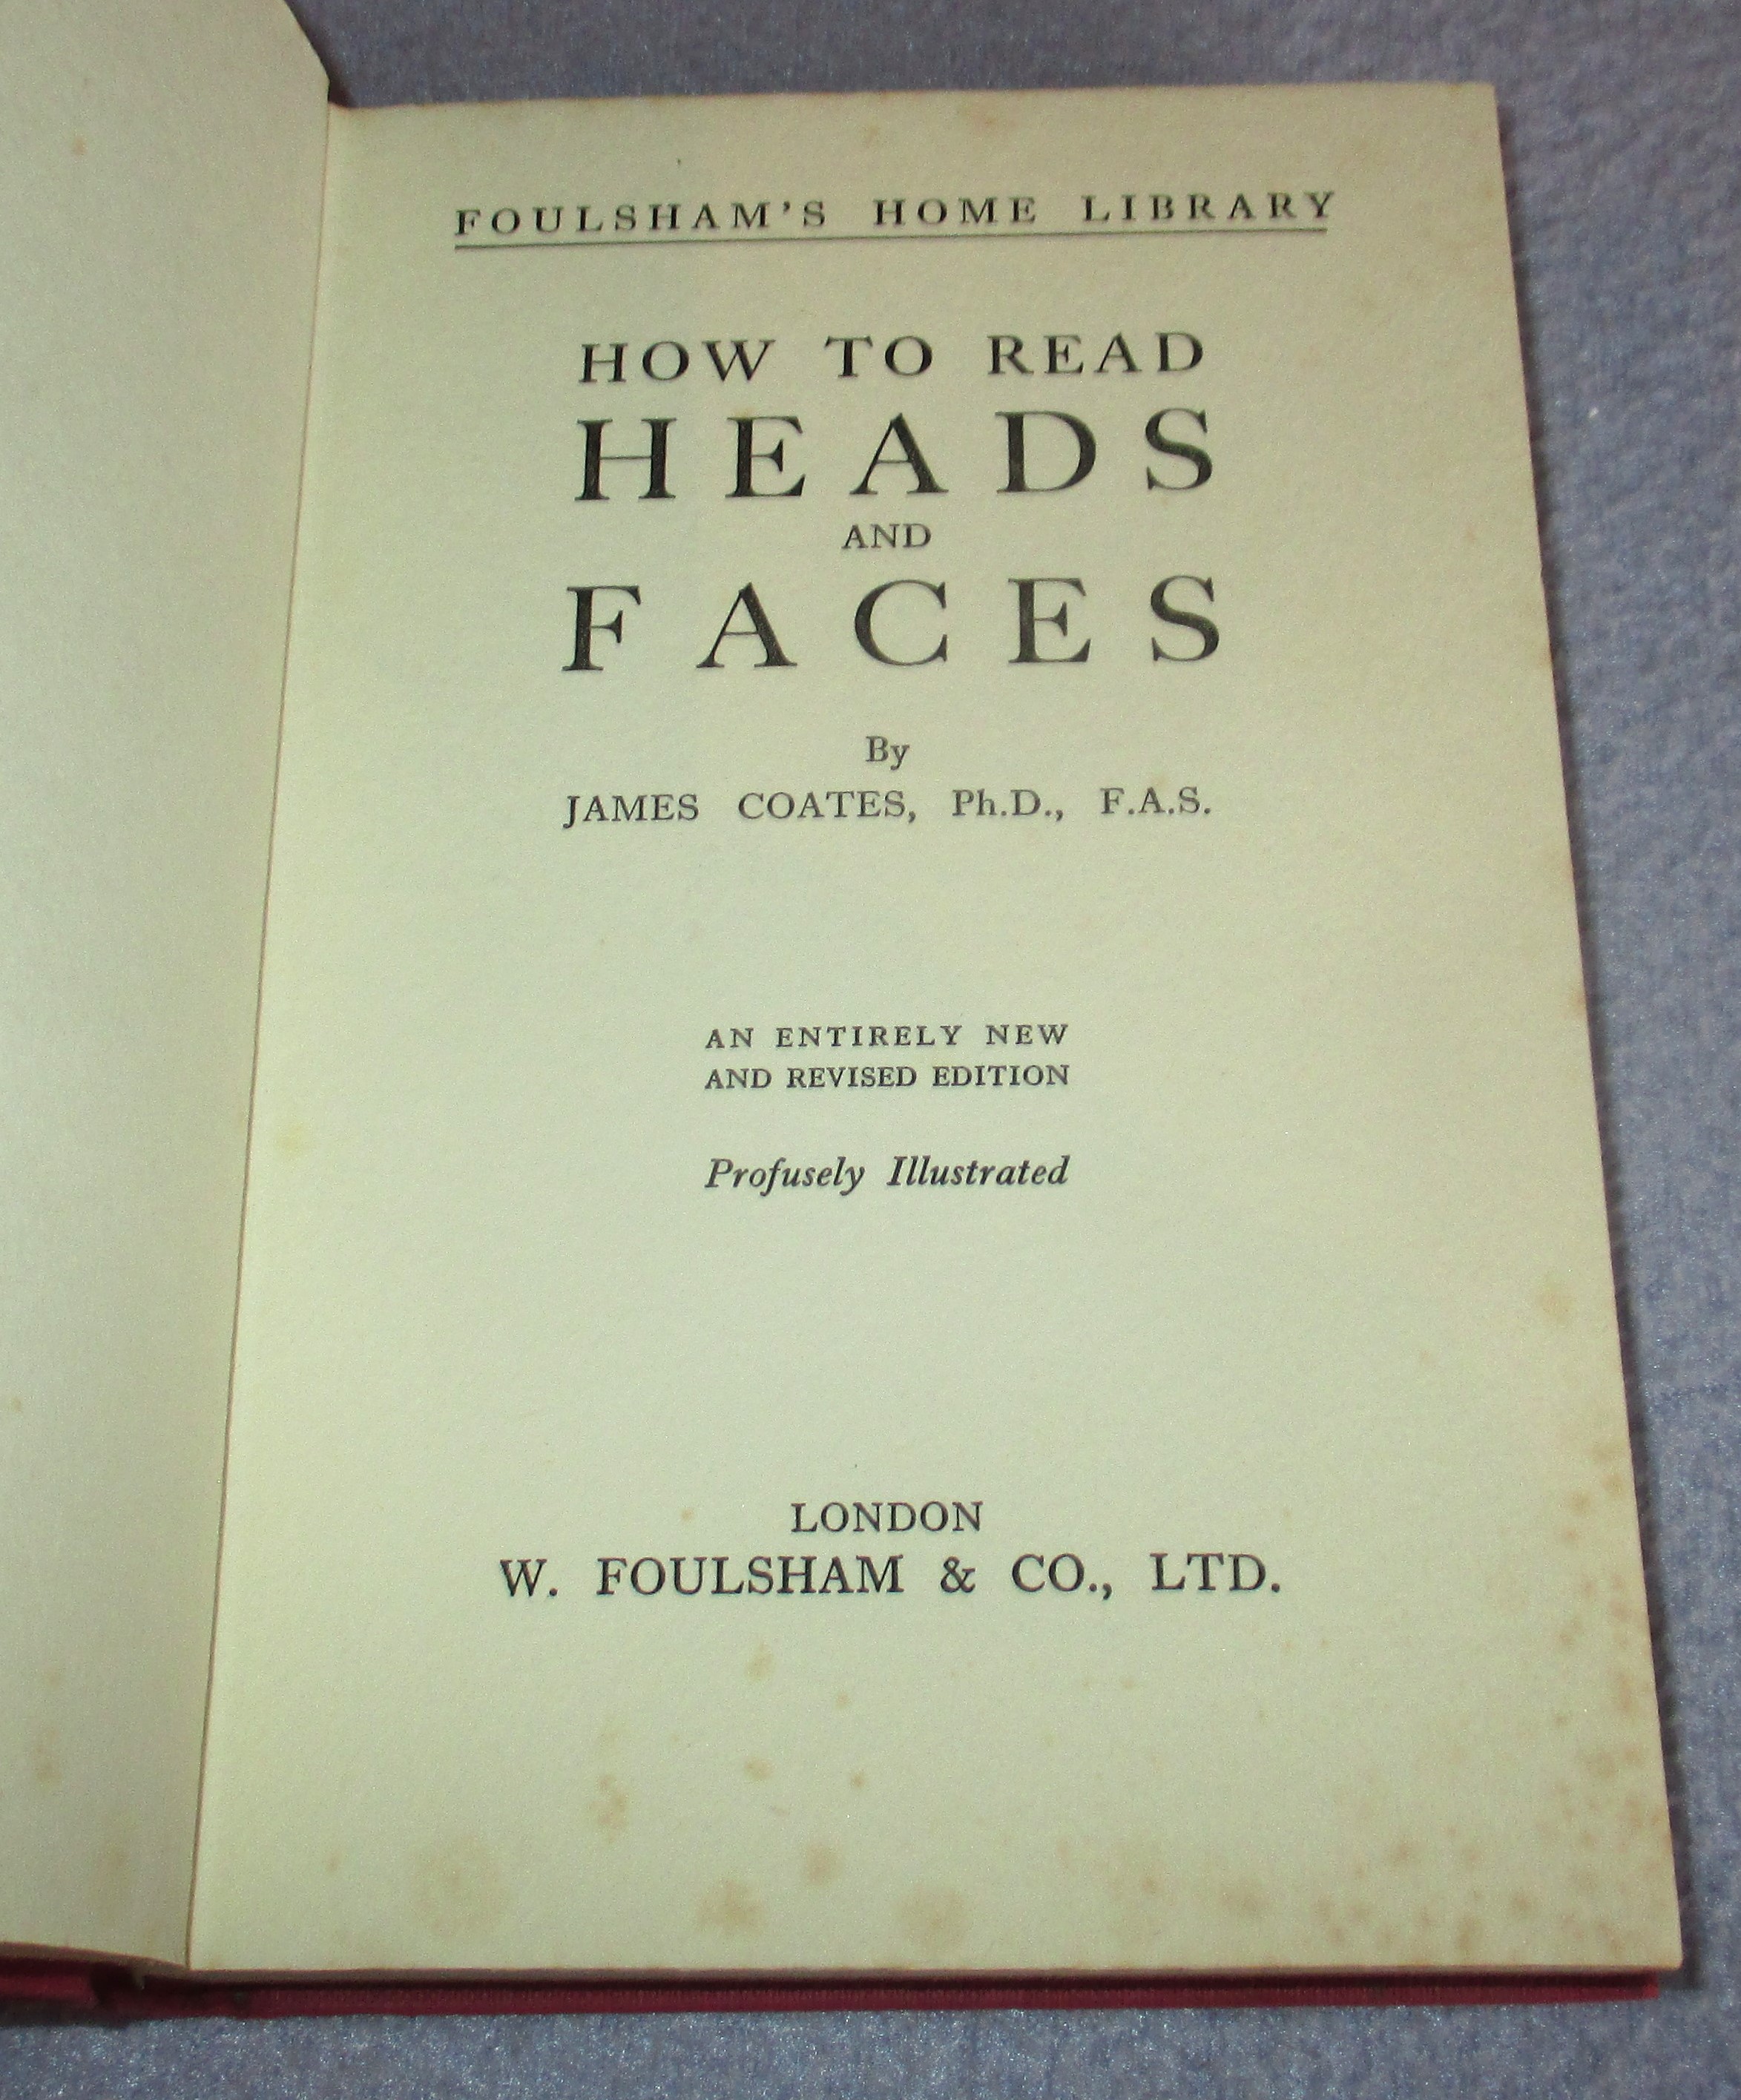 FOULSHAM'S HOME LIBRARY
HOW TO READ
HEADS
AND
FACES
By
JAMES COATES, Ph.D., F.A.S.
AN ENTIRELY NEW
AND REVISED EDITION
Profusely Illustrated
LONDON
W. FOULSHAM & CO., LTD.